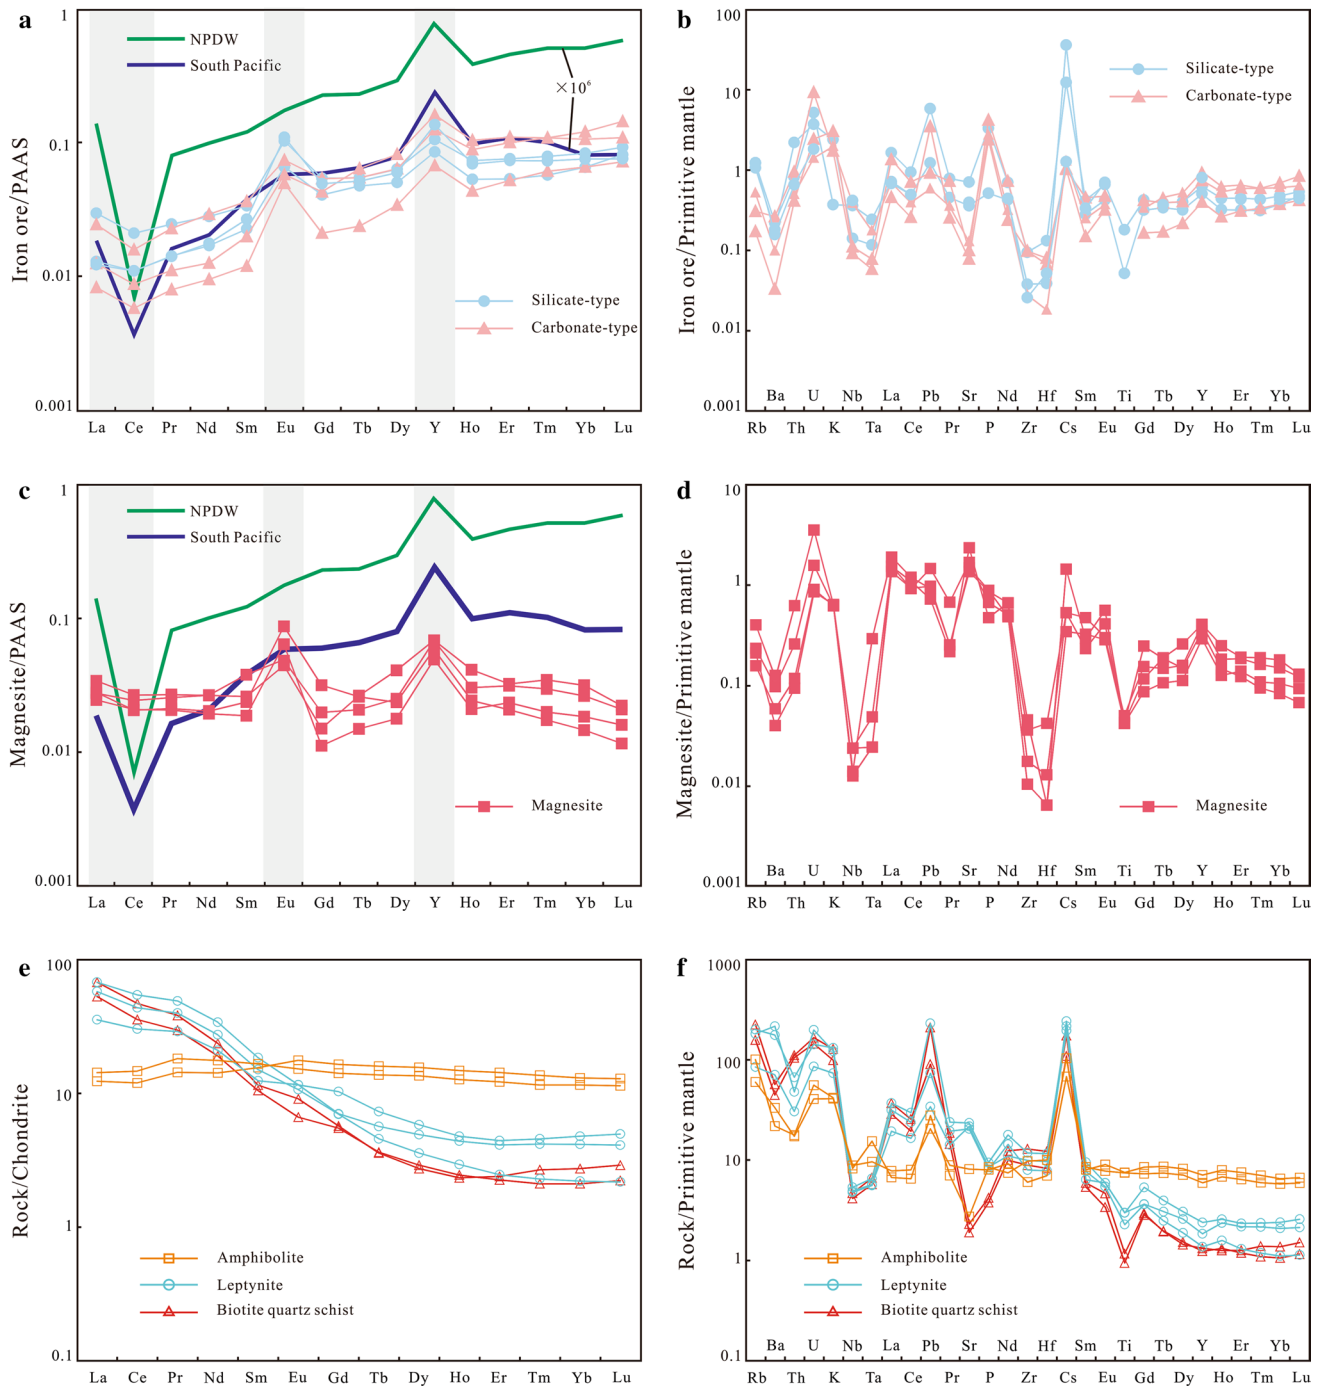 a
1
0.1
0.01
0.001
Iron ore/PAAS
NPDW
South Pacific
×10⁶
Silicate-type
Carbonate-type
La Ce Pr Nd Sm Eu Gd Tb Dy Y Ho Er Tm Yb Lu
b
100
10
1
0.1
0.01
0.001
Iron ore/Primitive mantle
Silicate-type
Carbonate-type
Ba U Nb La Pb Sr Nd Hf Sm Ti Tb Y Er Yb
Rb Th K Ta Ce Pr P Zr Cs Eu Gd Dy Ho Tm Lu
c
1
0.1
0.01
0.001
Magnesite/PAAS
NPDW
South Pacific
Magnesite
La Ce Pr Nd Sm Eu Gd Tb Dy Y Ho Er Tm Yb Lu
d
10
1
0.1
0.01
0.001
Magnesite/Primitive mantle
Magnesite
Ba U Nb La Pb Sr Nd Hf Sm Ti Tb Y Er Yb
Rb Th K Ta Ce Pr P Zr Cs Eu Gd Dy Ho Tm Lu
e
100
10
1
0.1
Rock/Chondrite
Amphibolite
Leptynite
Biotite quartz schist
La Ce Pr Nd Sm Eu Gd Tb Dy Ho Er Tm Yb Lu
f
1000
100
10
1
0.1
Rock/Primitive mantle
Amphibolite
Leptynite
Biotite quartz schist
Ba U Nb La Pb Sr Nd Hf Sm Ti Tb Y Er Yb
Rb Th K Ta Ce Pr P Zr Cs Eu Gd Dy Ho Tm Lu